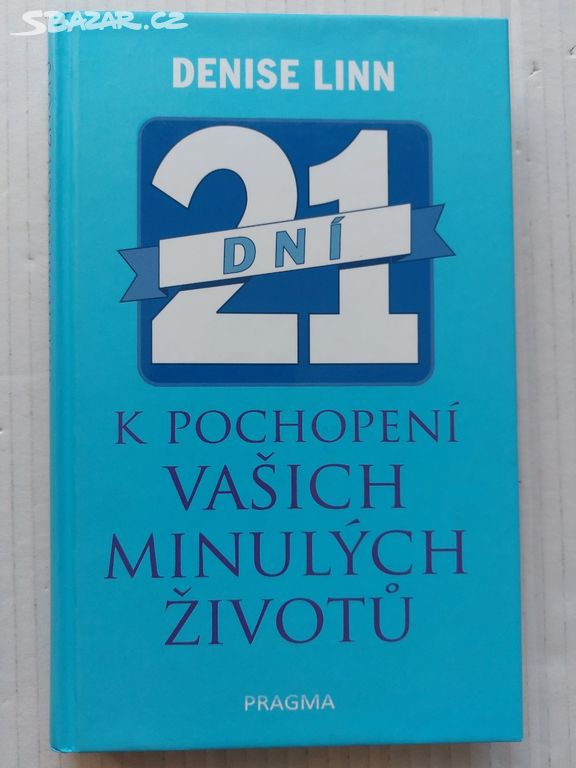 SBAZAR.CZ
DENISE LINN
21
DNÍ
K POCHOPENÍ
VAŠICH
MINULÝCH
ŽIVOTŮ
PRAGMA